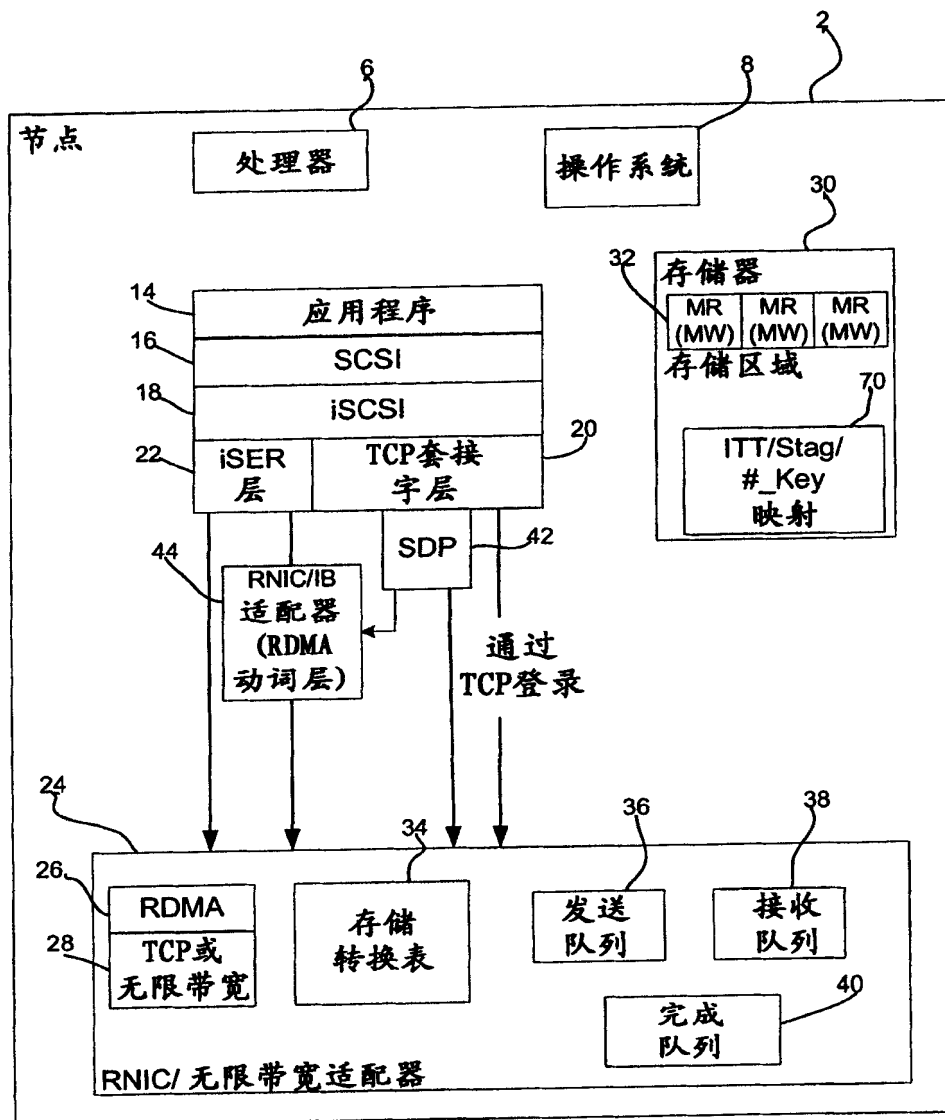 2
6
8
节点
处理器
操作系统
30
32
存储器
MR
(MW)
MR
(MW)
MR
(MW)
存储区域
70
ITT/Stag/
#_Key
映射
14
应用程序
16
SCSI
18
iSCSI
20
22
iSER
层
TCP套接
字层
SDP
42
44
RNIC/IB
适配器
(RDMA
动词层)
通过
TCP登录
24
34
36
38
26
RDMA
28
TCP或
无限带宽
存储
转换表
发送
队列
接收
队列
40
完成
队列
RNIC/ 无限带宽适配器